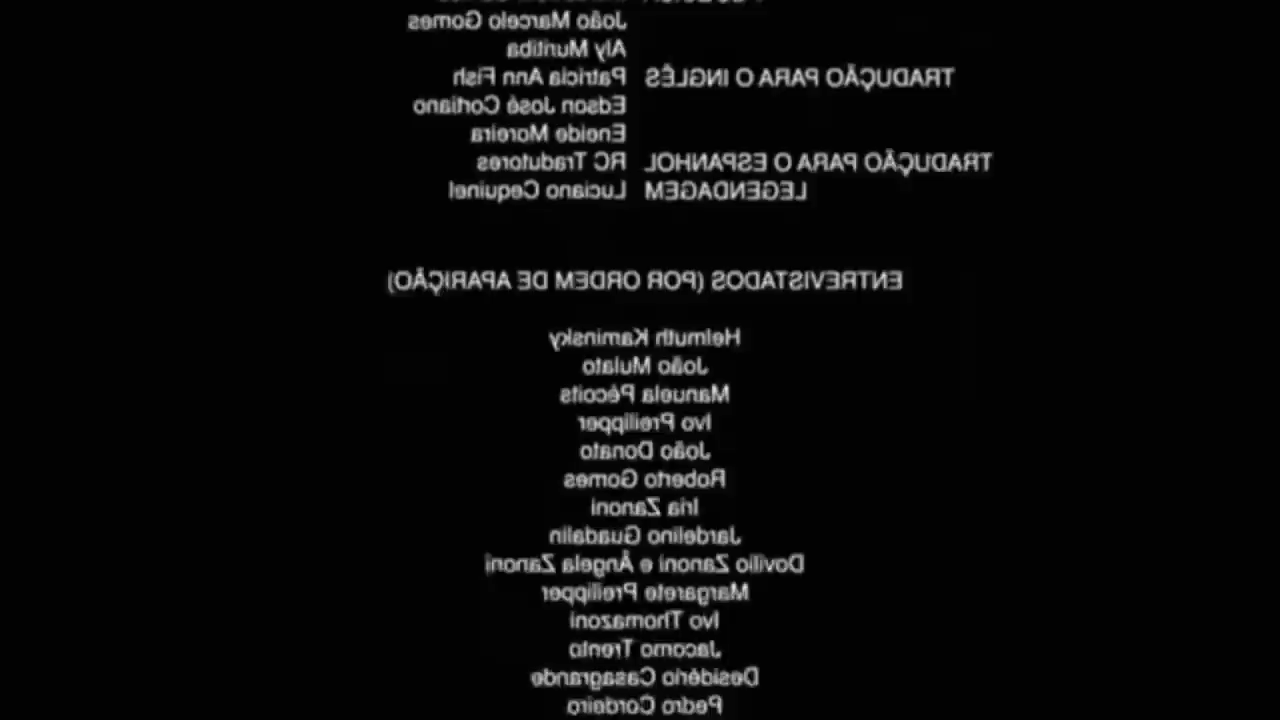 João Marcelo Gomes
Aly Muritiba
TRADUÇÃO PARA O INGLÊS Patricia Ann Fish
Edson José Cortiano
Eneide Moreira
TRADUÇÃO PARA O ESPANHOL RC Tradutores
LEGENDAGEM Luciano Cequinel
ENTREVISTADOS (POR ORDEM DE APARIÇÃO)
Helmuth Kaminsky
João Mulato
Manuela Pécoits
Ivo Preilipper
João Donato
Roberto Gomes
Iria Zanoni
Jardelino Guadalin
Dovílio Zanoni e Ângela Zanoni
Margarete Preilipper
Ivo Thomazoni
Jacomo Trento
Desidério Casagrande
Pedro Cordeiro